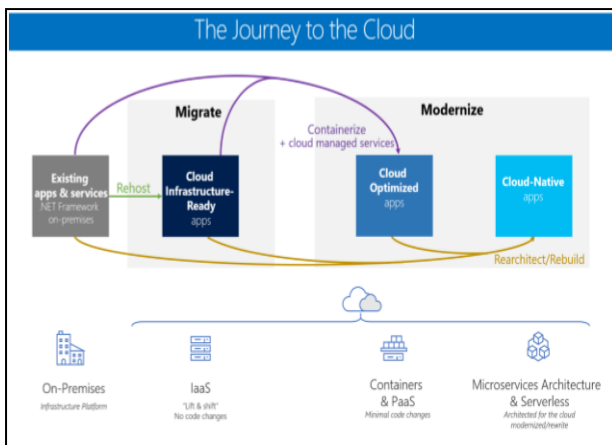 The Journey to the Cloud
Migrate
Modernize
Containerize
+ cloud managed services
Existing
apps & services
.NET Framework
on-premises
Rehost
Cloud
Infrastructure-
Ready
apps
Cloud
Optimized
apps
Cloud-Native
apps
Rearchitect/Rebuild
On-Premises
Infrastructure Platform
IaaS
"Lift & shift"
No code changes
Containers
& PaaS
Minimal code changes
Microservices Architecture
& Serverless
Architected for the cloud
modernized/rewrite